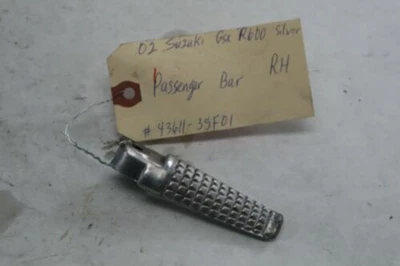 02 Suzuki Gsx R600 Silver
Passenger Bar RH
# 43611-35F01